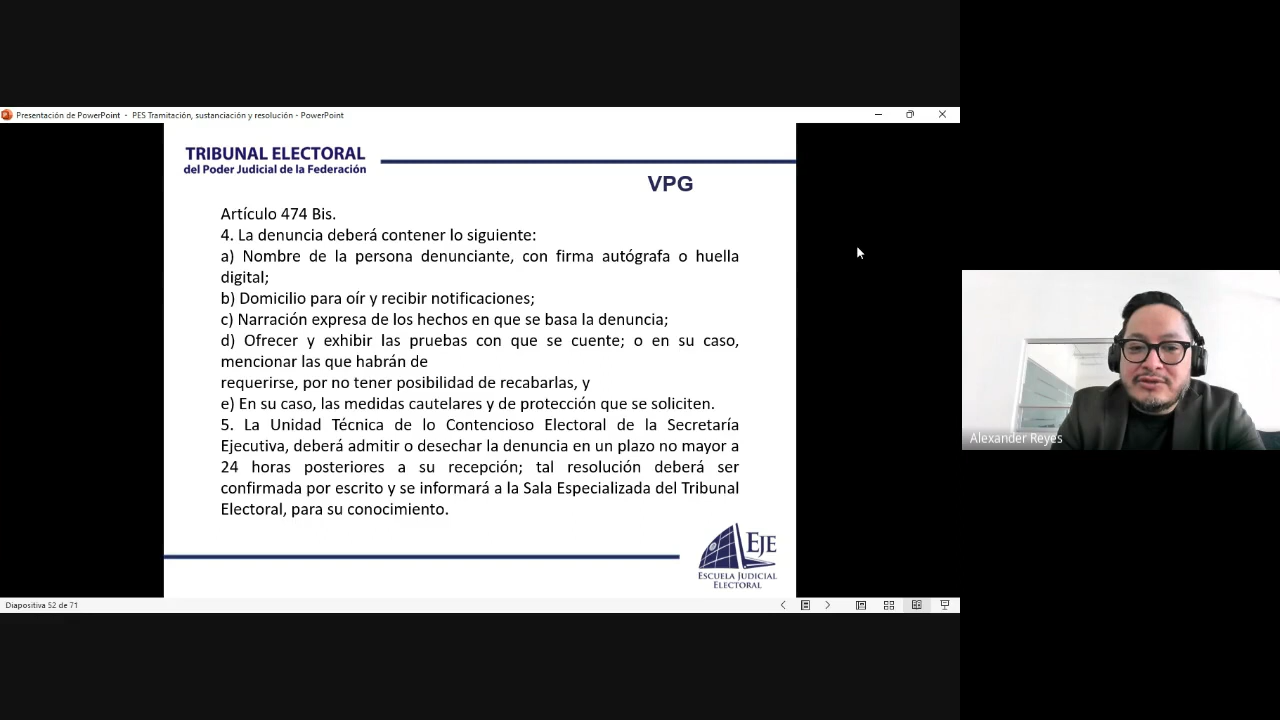 Presentación de PowerPoint - PES Tramitación, sustanciación y resolución - PowerPoint
TRIBUNAL ELECTORAL
del Poder Judicial de la Federación
VPG
Artículo 474 Bis.
4. La denuncia deberá contener lo siguiente:
a) Nombre de la persona denunciante, con firma autógrafa o huella
digital;
b) Domicilio para oír y recibir notificaciones;
c) Narración expresa de los hechos en que se basa la denuncia;
d) Ofrecer y exhibir las pruebas con que se cuente; o en su caso,
mencionar las que habrán de
requerirse, por no tener posibilidad de recabarlas, y
e) En su caso, las medidas cautelares y de protección que se soliciten.
5. La Unidad Técnica de lo Contencioso Electoral de la Secretaría
Ejecutiva, deberá admitir o desechar la denuncia en un plazo no mayor a
24 horas posteriores a su recepción; tal resolución deberá ser
confirmada por escrito y se informará a la Sala Especializada del Tribunal
Electoral, para su conocimiento.
EJE
ESCUELA JUDICIAL
ELECTORAL
Diapositiva 52 de 71
Alexander Reyes